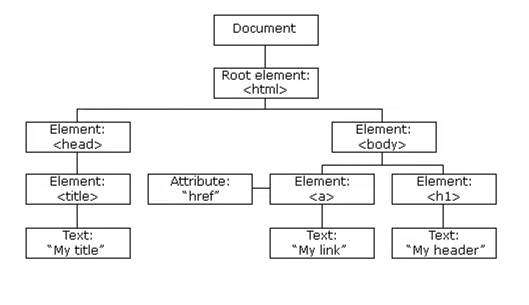 Document
Root element:
<html>
Element:
<head>
Element:
<body>
Element:
<title>
Attribute:
“href”
Element:
<a>
Element:
<h1>
Text:
“My title”
Text:
“My link”
Text:
“My header”